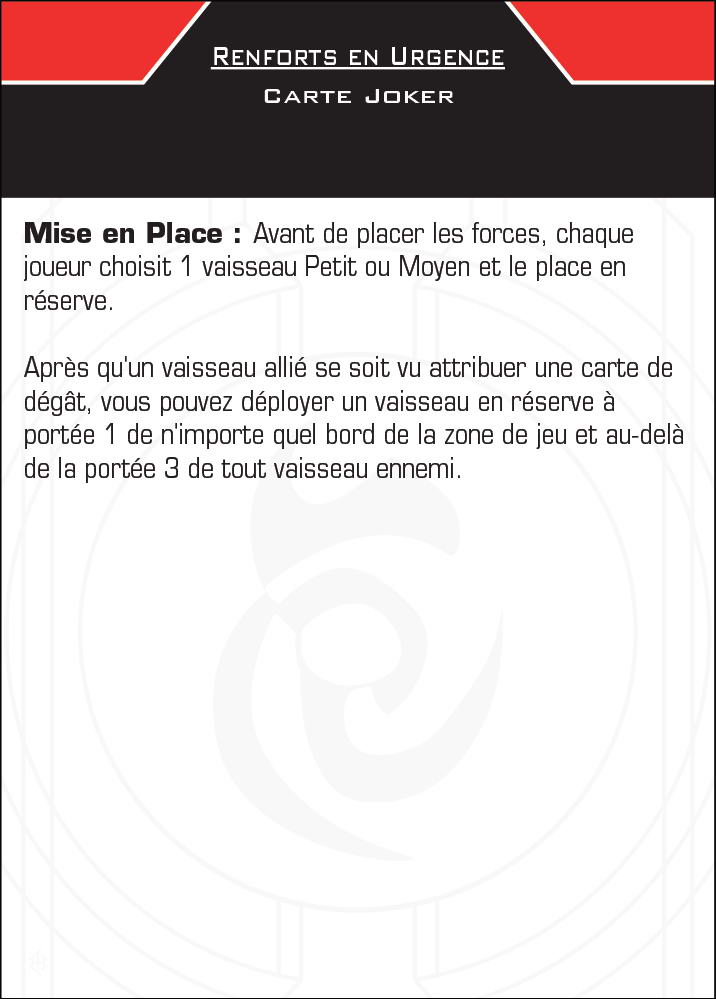 Renforts en Urgence
Carte Joker
Mise en Place : Avant de placer les forces, chaque
joueur choisit 1 vaisseau Petit ou Moyen et le place en
réserve.
Après qu'un vaisseau allié se soit vu attribuer une carte de
dégât, vous pouvez déployer un vaisseau en réserve à
portée 1 de n'importe quel bord de la zone de jeu et au-delà
de la portée 3 de tout vaisseau ennemi.